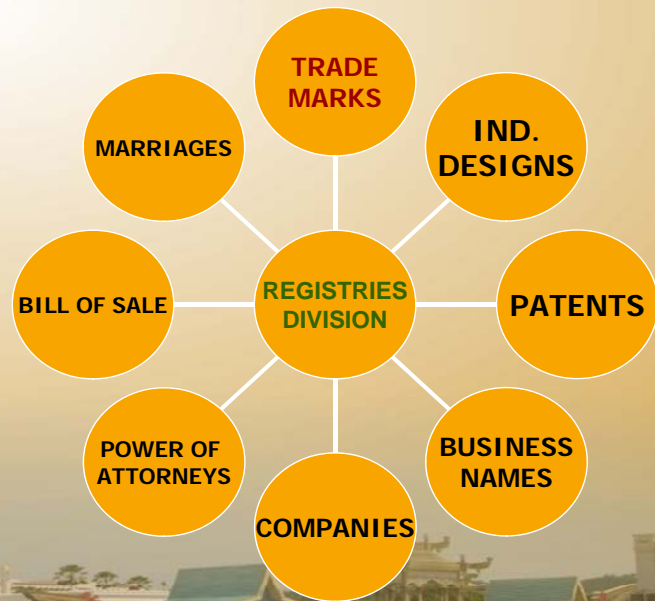 TRADE
MARKS
IND.
DESIGNS
MARRIAGES
REGISTRIES
DIVISION
BILL OF SALE
PATENTS
POWER OF
ATTORNEYS
BUSINESS
NAMES
COMPANIES